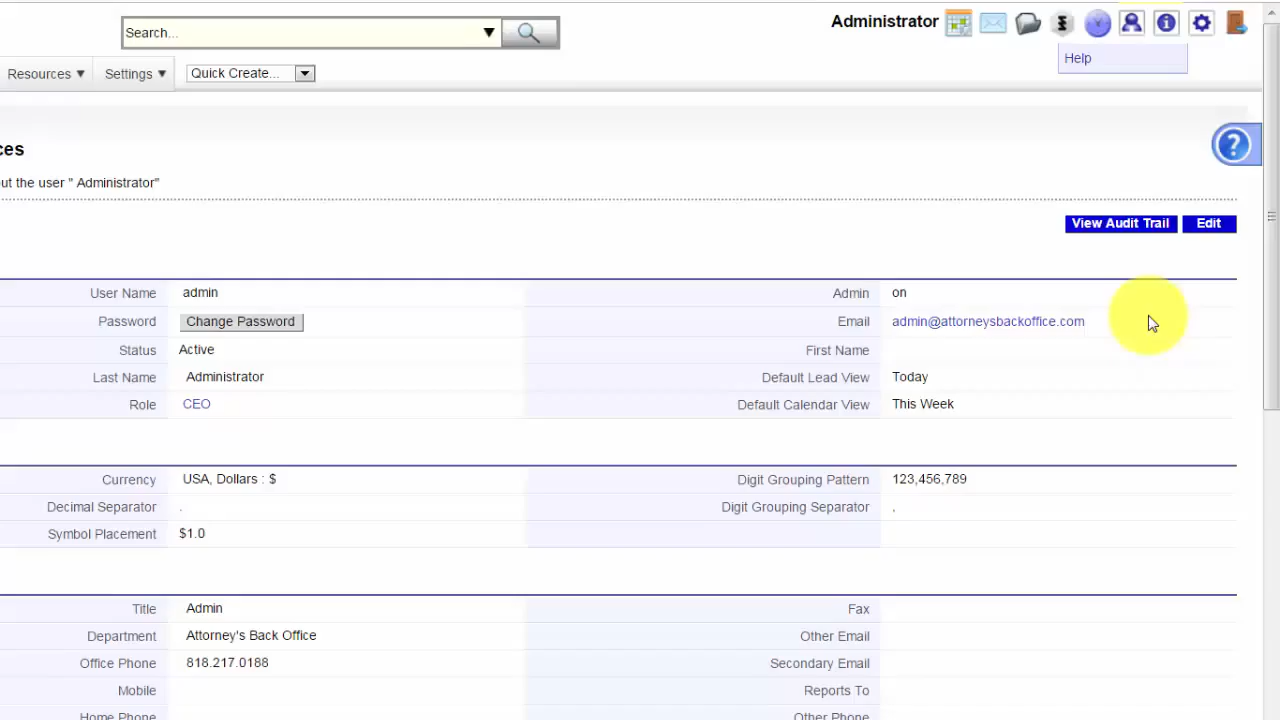 Administrator
Search...
Help
Resources Settings Quick Create...
ces
ut the user " Administrator"
View Audit Trail Edit
User Name admin Admin on
Password Change Password Email admin@attorneysbackoffice.com
Status Active First Name
Last Name Administrator Default Lead View Today
Role CEO Default Calendar View This Week
Currency USA, Dollars : $ Digit Grouping Pattern 123,456,789
Decimal Separator . Digit Grouping Separator ,
Symbol Placement $1.0
Title Admin Fax
Department Attorney's Back Office Other Email
Office Phone 818.217.0188 Secondary Email
Mobile Reports To
Home Phone Other Phone